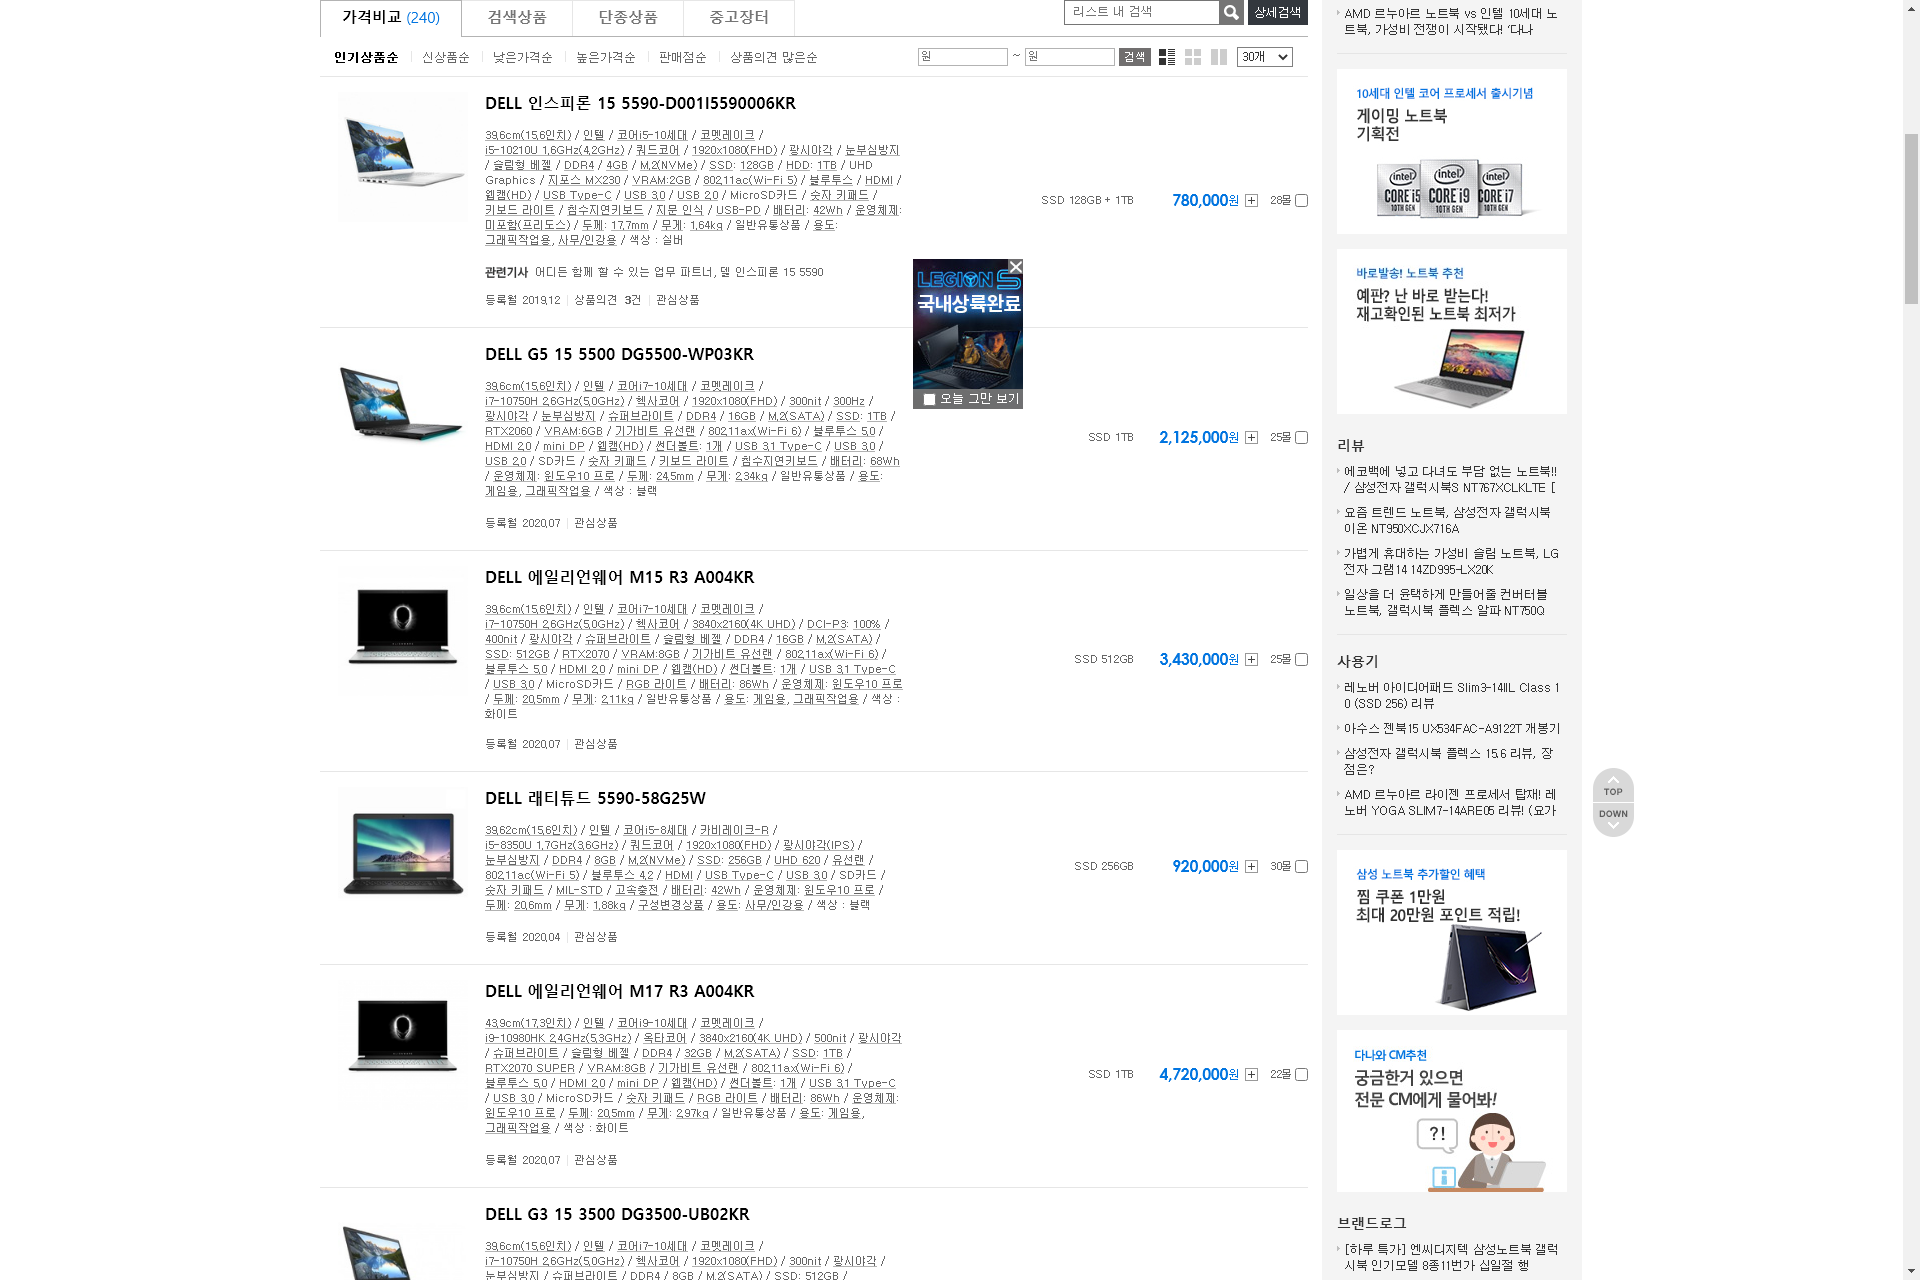 가격비교 (240)
검색상품
단종상품
중고장터
리스트 내 검색
상세검색
인기상품순
신상품순
낮은가격순
높은가격순
판매점순
상품의견 많은순
원 ~ 원 검색 30개
DELL 인스피론 15 5590-D001I5590006KR
39.6cm(15.6인치) / 인텔 / 코어i5-10세대 / 코멧레이크 /
i5-10210U 1.6GHz(4.2GHz) / 쿼드코어 / 1920x1080(FHD) / 광시야각 / 눈부심방지
/ 슬림형 베젤 / DDR4 / 4GB / M.2(NVMe) / SSD: 128GB / HDD: 1TB / UHD
Graphics / 지포스 MX230 / VRAM:2GB / 802.11ac(Wi-Fi 5) / 블루투스 / HDMI /
웹캠(HD) / USB Type-C / USB 3.0 / USB 2.0 / MicroSD카드 / 숫자 키패드 /
키보드 라이트 / 침수지연키보드 / 지문 인식 / USB-PD / 배터리: 42Wh / 운영체제:
미포함(프리도스) / 두께: 17.7mm / 무게: 1.64kg / 일반유통상품 / 용도:
그래픽작업용, 사무/인강용 / 색상 : 실버
관련기사 어디든 함께 할 수 있는 업무 파트너, 델 인스피론 15 5590
등록월 2019.12 | 상품의견 3건 | 관심상품
SSD 128GB + 1TB
780,000원
28몰
LEGION 5
국내상륙완료
오늘 그만 보기
DELL G5 15 5500 DG5500-WP03KR
39.6cm(15.6인치) / 인텔 / 코어i7-10세대 / 코멧레이크 /
i7-10750H 2.6GHz(5.0GHz) / 헥사코어 / 1920x1080(FHD) / 300nit / 300Hz /
광시야각 / 눈부심방지 / 슈퍼브라이트 / DDR4 / 16GB / M.2(SATA) / SSD: 1TB /
RTX2060 / VRAM:6GB / 기가비트 유선랜 / 802.11ax(Wi-Fi 6) / 블루투스 5.0 /
HDMI 2.0 / mini DP / 웹캠(HD) / 썬더볼트: 1개 / USB 3.1 Type-C / USB 3.0 /
USB 2.0 / SD카드 / 숫자 키패드 / 키보드 라이트 / 침수지연키보드 / 배터리: 68Wh
/ 운영체제: 윈도우10 프로 / 두께: 24.5mm / 무게: 2.34kg / 일반유통상품 / 용도:
게임용, 그래픽작업용 / 색상 : 블랙
등록월 2020.07 | 관심상품
SSD 1TB
2,125,000원
25몰
DELL 에일리언웨어 M15 R3 A004KR
39.6cm(15.6인치) / 인텔 / 코어i7-10세대 / 코멧레이크 /
i7-10750H 2.6GHz(5.0GHz) / 헥사코어 / 3840x2160(4K UHD) / DCI-P3: 100% /
400nit / 광시야각 / 슈퍼브라이트 / 슬림형 베젤 / DDR4 / 16GB / M.2(SATA) /
SSD: 512GB / RTX2070 / VRAM:8GB / 기가비트 유선랜 / 802.11ax(Wi-Fi 6) /
블루투스 5.0 / HDMI 2.0 / mini DP / 웹캠(HD) / 썬더볼트: 1개 / USB 3.1 Type-C
/ USB 3.0 / MicroSD카드 / RGB 라이트 / 배터리: 86Wh / 운영체제: 윈도우10 프로
/ 두께: 20.5mm / 무게: 2.11kg / 일반유통상품 / 용도: 게임용, 그래픽작업용 / 색상 :
화이트
등록월 2020.07 | 관심상품
SSD 512GB
3,430,000원
25몰
DELL 래티튜드 5590-58G25W
39.62cm(15.6인치) / 인텔 / 코어i5-8세대 / 카비레이크-R /
i5-8350U 1.7GHz(3.6GHz) / 쿼드코어 / 1920x1080(FHD) / 광시야각(IPS) /
눈부심방지 / DDR4 / 8GB / M.2(NVMe) / SSD: 256GB / UHD 620 / 유선랜 /
802.11ac(Wi-Fi 5) / 블루투스 4.2 / HDMI / USB Type-C / USB 3.0 / SD카드 /
숫자 키패드 / MIL-STD / 고속충전 / 배터리: 42Wh / 운영체제: 윈도우10 프로 /
두께: 20.6mm / 무게: 1.88kg / 구성변경상품 / 용도: 사무/인강용 / 색상 : 블랙
등록월 2020.04 | 관심상품
SSD 256GB
920,000원
30몰
DELL 에일리언웨어 M17 R3 A004KR
43.9cm(17.3인치) / 인텔 / 코어i9-10세대 / 코멧레이크 /
i9-10980HK 2.4GHz(5.3GHz) / 옥타코어 / 3840x2160(4K UHD) / 500nit / 광시야각
/ 슈퍼브라이트 / 슬림형 베젤 / DDR4 / 32GB / M.2(SATA) / SSD: 1TB /
RTX2070 SUPER / VRAM:8GB / 기가비트 유선랜 / 802.11ax(Wi-Fi 6) /
블루투스 5.0 / HDMI 2.0 / mini DP / 웹캠(HD) / 썬더볼트: 1개 / USB 3.1 Type-C
/ USB 3.0 / MicroSD카드 / 숫자 키패드 / RGB 라이트 / 배터리: 86Wh / 운영체제:
윈도우10 프로 / 두께: 20.5mm / 무게: 2.97kg / 일반유통상품 / 용도: 게임용,
그래픽작업용 / 색상 : 화이트
등록월 2020.07 | 관심상품
SSD 1TB
4,720,000원
22몰
DELL G3 15 3500 DG3500-UB02KR
39.6cm(15.6인치) / 인텔 / 코어i7-10세대 / 코멧레이크 /
i7-10750H 2.6GHz(5.0GHz) / 헥사코어 / 1920x1080(FHD) / 300nit / 광시야각 /
눈부심방지 / 슈퍼브라이트 / DDR4 / 8GB / M.2(SATA) / SSD: 512GB /
AMD 르누아르 노트북 vs 인텔 10세대 노
트북, 가성비 전쟁이 시작됐다! '다나
10세대 인텔 코어 프로세서 출시기념
게이밍 노트북
기획전
intel CORE i5 10TH GEN
intel CORE i9 10TH GEN
intel CORE i7 10TH GEN
바로발송! 노트북 추천
예판? 난 바로 받는다!
재고확인된 노트북 최저가
리뷰
에코백에 넣고 다녀도 부담 없는 노트북!!
/ 삼성전자 갤럭시북S NT767XCLKLTE [
요즘 트렌드 노트북, 삼성전자 갤럭시북
이온 NT950XCJX716A
가볍게 휴대하는 가성비 슬림 노트북, LG
전자 그램14 14ZD995-LX20K
일상을 더 윤택하게 만들어줄 컨버터블
노트북, 갤럭시북 플렉스 알파 NT750Q
사용기
레노버 아이디어패드 Slim3-14IIL Class 1
0 (SSD 256) 리뷰
아수스 젠북15 UX534FAC-A9122T 개봉기
삼성전자 갤럭시북 플렉스 15.6 리뷰, 장
점은?
AMD 르누아르 라이젠 프로세서 탑재! 레
노버 YOGA SLIM7-14ARE05 리뷰! (요가
삼성 노트북 추가할인 혜택
찜 쿠폰 1만원
최대 20만원 포인트 적립!
다나와 CM추천
궁금한거 있으면
전문 CM에게 물어봐!
?!
브랜드로그
[하루 특가] 엔씨디지텍 삼성노트북 갤럭
시북 인기모델 8종11번가 십일절 행
TOP
DOWN